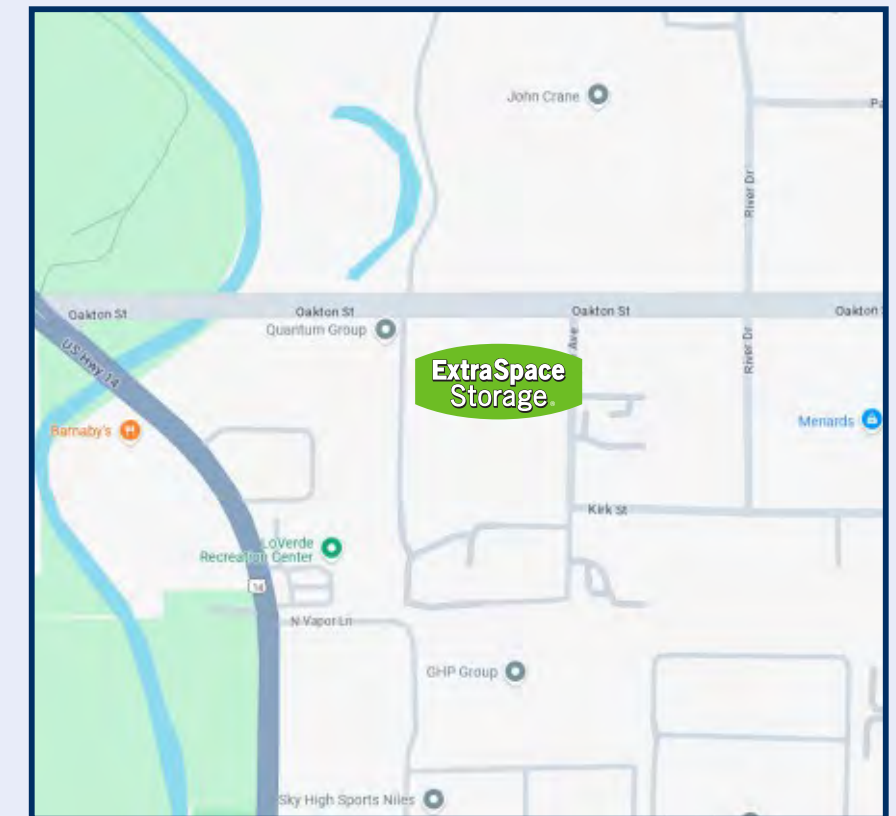 John Crane
Pa
River Dr
Oakton St
Oakton St
Oakton St
Oakton
Quantum Group
US Hwy 14
Ave
River Dr
ExtraSpace
Storage
Menards
Barnaby's
Kirk St
LoVerde
Recreation Center
14
N Vapor Ln
GHP Group
Sky High Sports Niles